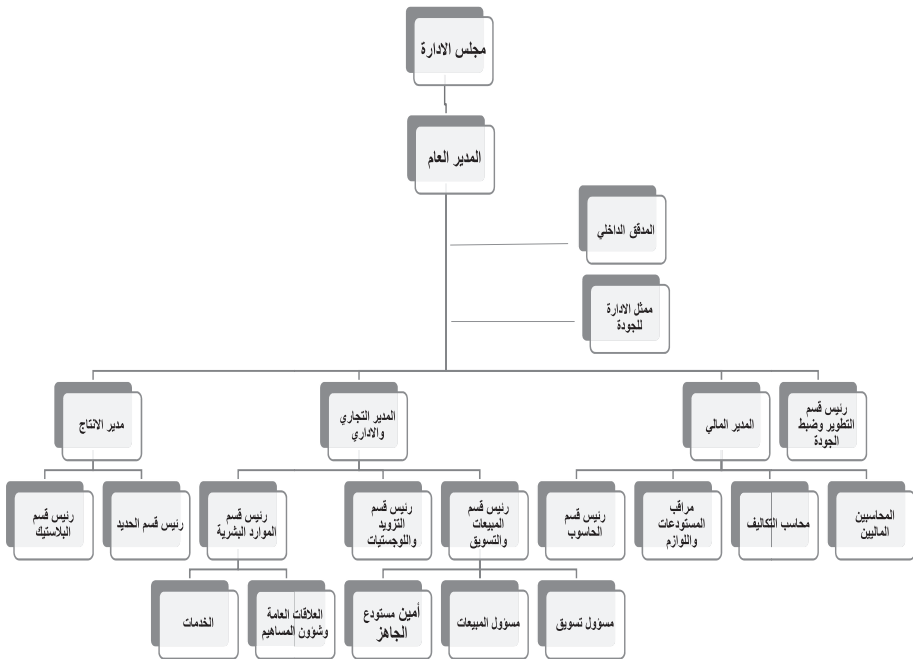 مجلس الادارة
المدير العام
المدقق الداخلي
ممثل الادارة
للجودة
رئيس قسم
التطوير وضبط
الجودة
المدير المالي
المدير التجاري
والاداري
مدير الانتاج
المحاسبين
الماليين
محاسب التكاليف
مراقب
المستودعات
واللوازم
رئيس قسم
الحاسوب
رئيس قسم
المبيعات
والتسويق
رئيس قسم
التزويد
واللوجستيات
رئيس قسم
الموارد البشرية
رئيس قسم الحديد
رئيس قسم
البلاستيك
مسؤول تسويق
مسؤول المبيعات
أمين مستودع
الجاهز
العلاقات العامة
وشؤون المساهيم
الخدمات